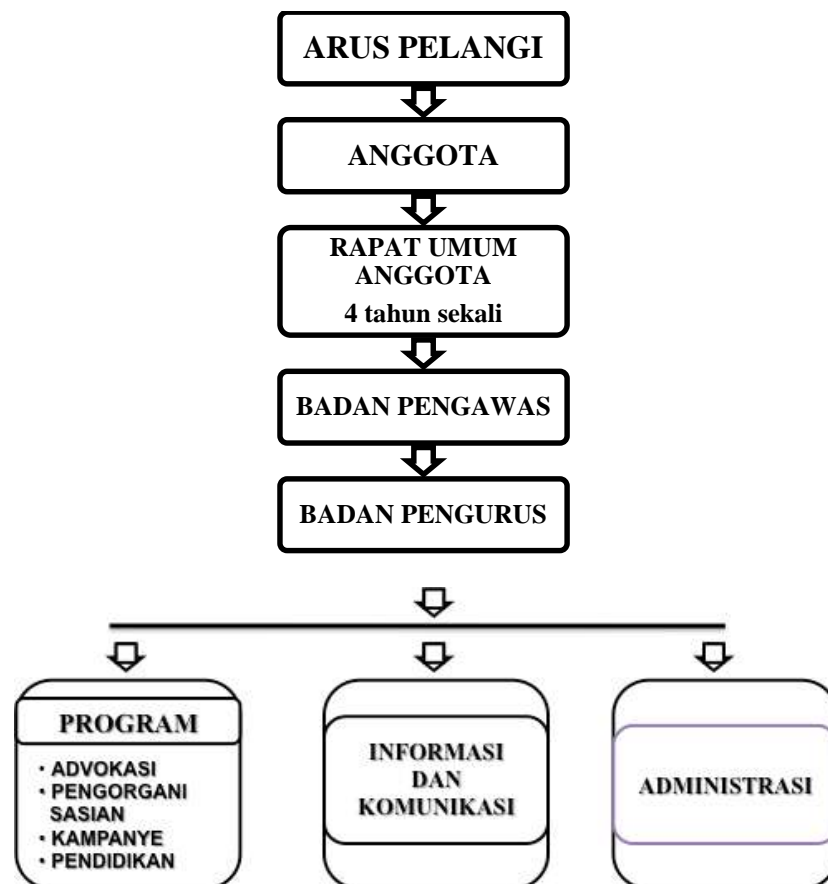 ARUS PELANGI
ANGGOTA
RAPAT UMUM
ANGGOTA
4 tahun sekali
BADAN PENGAWAS
BADAN PENGURUS
PROGRAM
• ADVOKASI
• PENGORGANI
SASIAN
• KAMPANYE
• PENDIDIKAN
INFORMASI
DAN
KOMUNIKASI
ADMINISTRASI